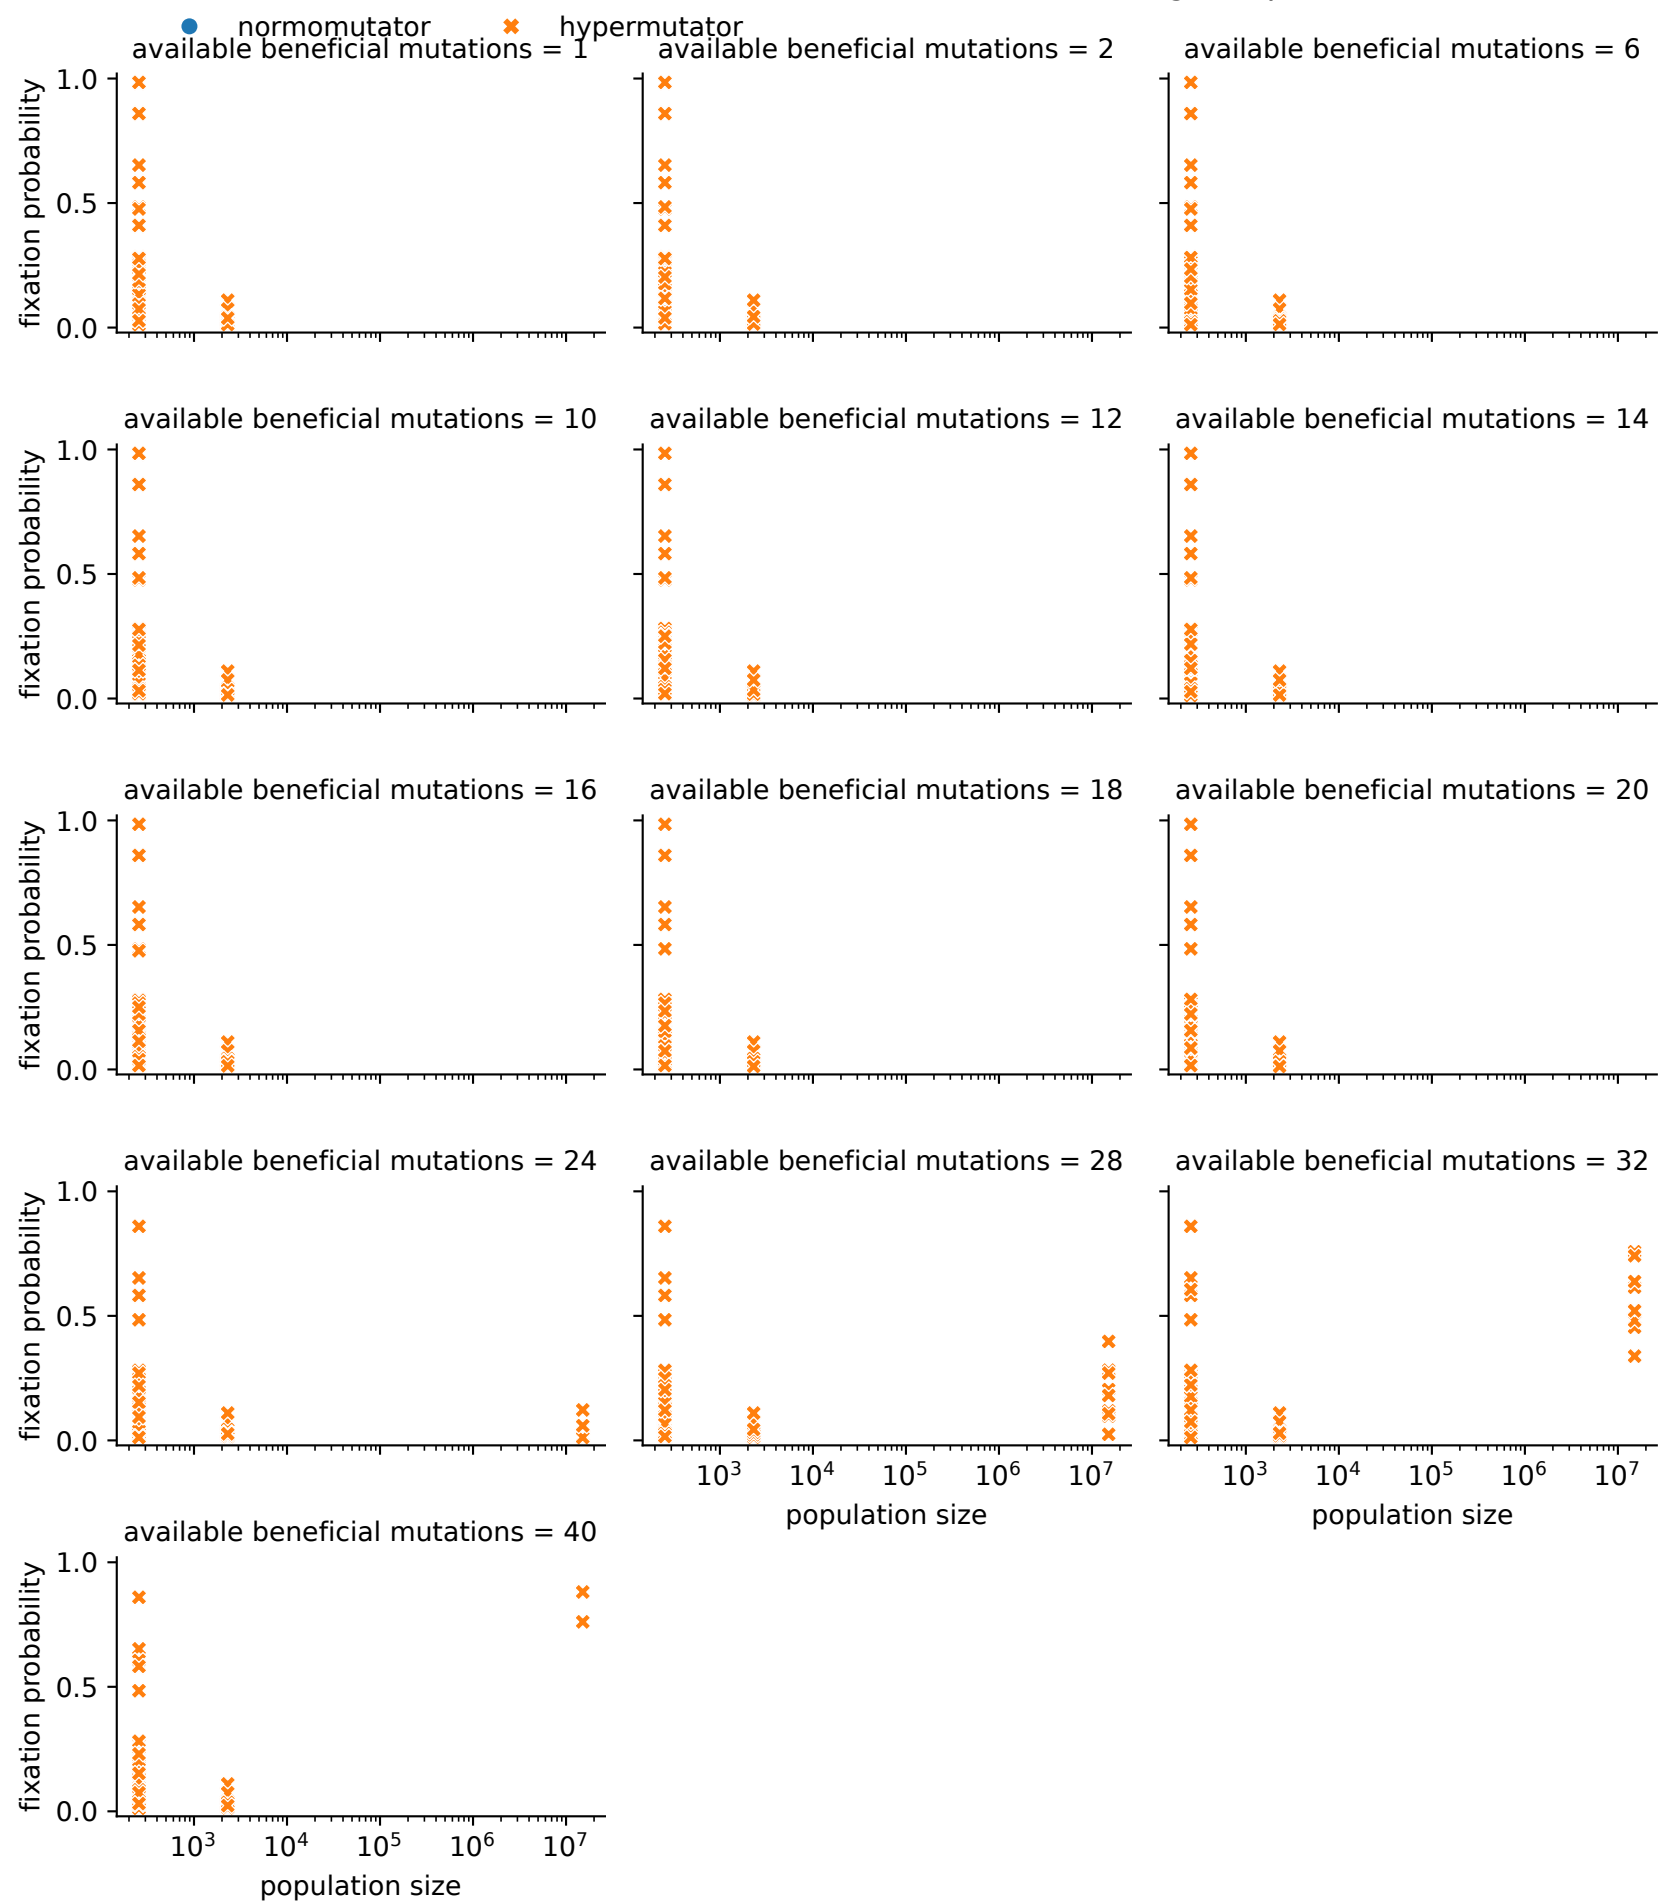 normomutator hypermutator
available beneficial mutations = 1 available beneficial mutations = 2 available beneficial mutations = 6
1.0
0.5
0.0
fixation probability
available beneficial mutations = 10 available beneficial mutations = 12 available beneficial mutations = 14
1.0
0.5
0.0
fixation probability
available beneficial mutations = 16 available beneficial mutations = 18 available beneficial mutations = 20
1.0
0.5
0.0
fixation probability
available beneficial mutations = 24 available beneficial mutations = 28 available beneficial mutations = 32
1.0
0.5
0.0
fixation probability
10³ 10⁴ 10⁵ 10⁶ 10⁷ 10³ 10⁴ 10⁵ 10⁶ 10⁷
population size population size
available beneficial mutations = 40
1.0
0.5
0.0
fixation probability
10³ 10⁴ 10⁵ 10⁶ 10⁷
population size